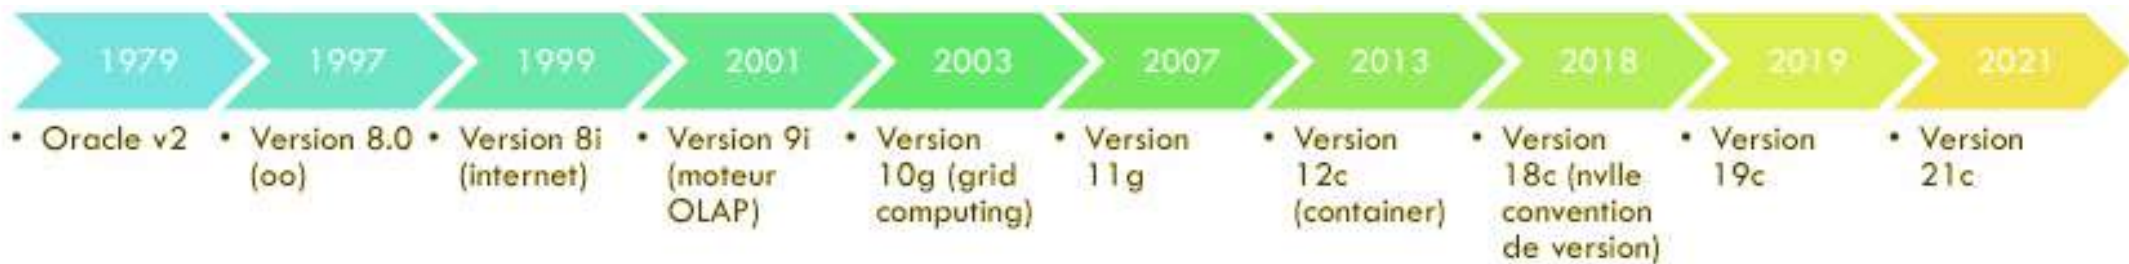 1979 1997 1999 2001 2003 2007 2013 2018 2019 2021
• Oracle v2
• Version 8.0
(oo)
• Version 8i
(internet)
• Version 9i
(moteur
OLAP)
• Version
10g (grid
computing)
• Version
11g
• Version
12c
(container)
• Version
18c (nvlle
convention
de version)
• Version
19c
• Version
21c